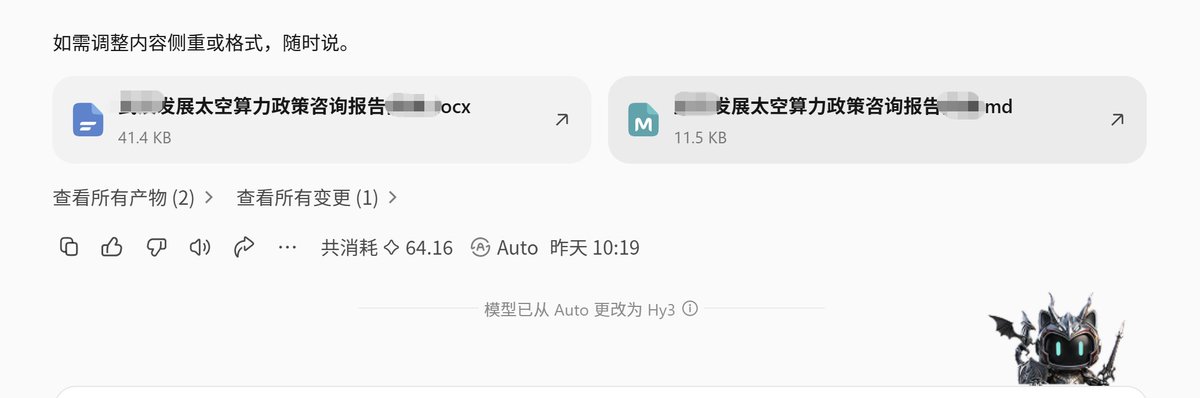 如需调整内容侧重或格式，随时说。
发展太空算力政策咨询报告 ocx
41.4 KB
发展太空算力政策咨询报告 md
11.5 KB
查看所有产物 (2) 查看所有变更 (1)
共消耗 64.16 Auto 昨天 10:19
模型已从 Auto 更改为 Hy3